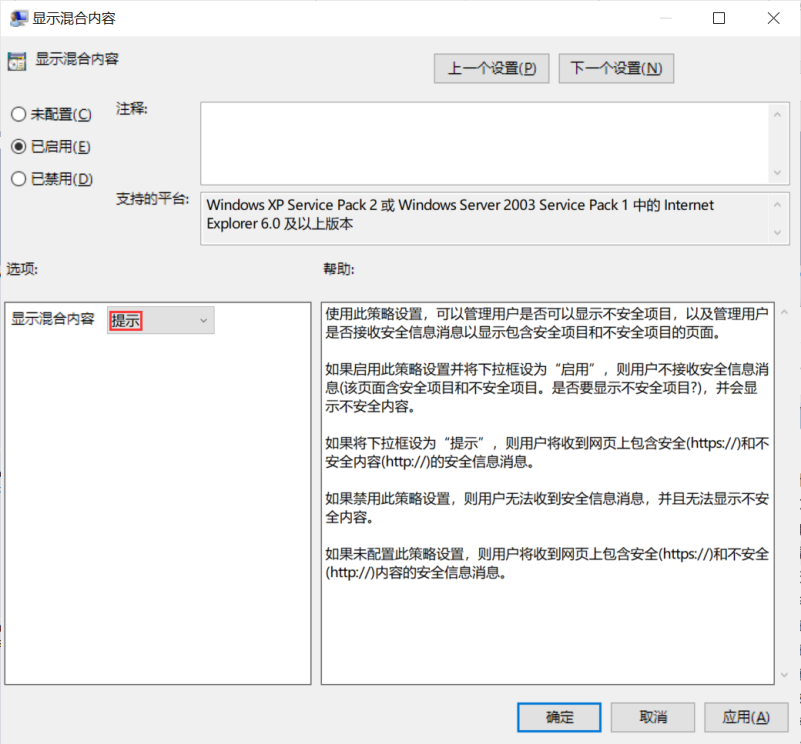 显示混合内容
显示混合内容
上一个设置(P)
下一个设置(N)
未配置(C)
已启用(E)
已禁用(D)
注释:
支持的平台:
Windows XP Service Pack 2 或 Windows Server 2003 Service Pack 1 中的 Internet
Explorer 6.0 及以上版本
选项:
帮助:
显示混合内容
提示
使用此策略设置，可以管理用户是否可以显示不安全项目，以及管理用户
是否接收安全信息消息以显示包含安全项目和不安全项目的页面。
如果启用此策略设置并将下拉框设为“启用”，则用户不接收安全信息消
息(该页面含安全项目和不安全项目。是否要显示不安全项目?)，并会显
示不安全内容。
如果将下拉框设为“提示”，则用户将收到网页上包含安全(https://)和不
安全内容(http://)的安全信息消息。
如果禁用此策略设置，则用户无法收到安全信息消息，并且无法显示不安
全内容。
如果未配置此策略设置，则用户将收到网页上包含安全(https://)和不安全
(http://)内容的安全信息消息。
确定
取消
应用(A)